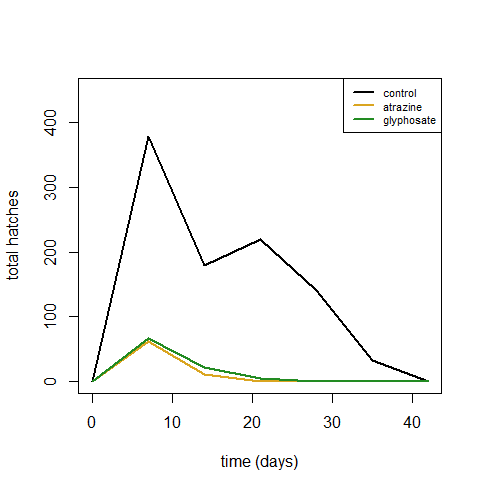 control
atrazine
glyphosate
400
300
200
100
0
total hatches
0 10 20 30 40
time (days)